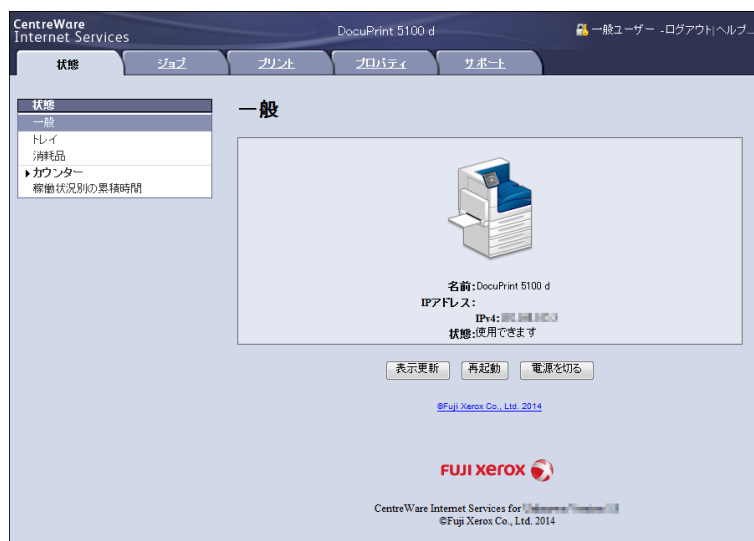 CentreWare
Internet Services
DocuPrint 5100 d
一般ユーザー -ログアウト|ヘルプ...
状態
ジョブ
プリント
プロパティ
サポート
状態
一般
トレイ
消耗品
カウンター
稼働状況別の累積時間
一般
名前:DocuPrint 5100 d
IPアドレス:
IPv4:
状態:使用できます
表示更新
再起動
電源を切る
©Fuji Xerox Co., Ltd. 2014
FUJI xerox
CentreWare Internet Services for
©Fuji Xerox Co., Ltd. 2014